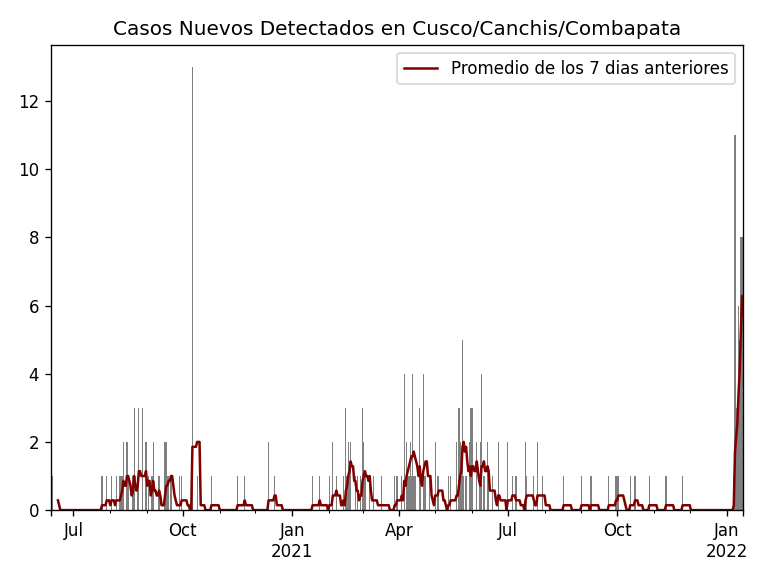 Casos Nuevos Detectados en Cusco/Canchis/Combapata
Promedio de los 7 dias anteriores
12
10
8
6
4
2
0
Jul
Oct
Jan
2021
Apr
Jul
Oct
Jan
2022